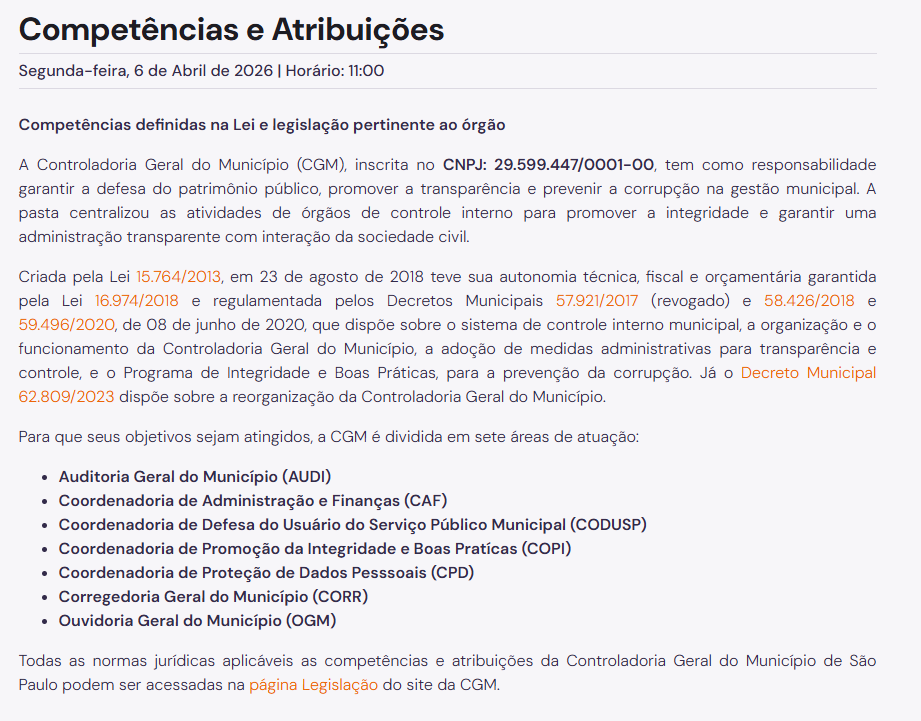 Competências e Atribuições
Segunda-feira, 6 de Abril de 2026 | Horário: 11:00
Competências definidas na Lei e legislação pertinente ao órgão
A Controladoria Geral do Município (CGM), inscrita no CNPJ: 29.599.447/0001-00, tem como responsabilidade
garantir a defesa do patrimônio público, promover a transparência e prevenir a corrupção na gestão municipal. A
pasta centralizou as atividades de órgãos de controle interno para promover a integridade e garantir uma
administração transparente com interação da sociedade civil.
Criada pela Lei 15.764/2013, em 23 de agosto de 2018 teve sua autonomia técnica, fiscal e orçamentária garantida
pela Lei 16.974/2018 e regulamentada pelos Decretos Municipais 57.921/2017 (revogado) e 58.426/2018 e
59.496/2020, de 08 de junho de 2020, que dispõe sobre o sistema de controle interno municipal, a organização e o
funcionamento da Controladoria Geral do Município, a adoção de medidas administrativas para transparência e
controle, e o Programa de Integridade e Boas Práticas, para a prevenção da corrupção. Já o Decreto Municipal
62.809/2023 dispõe sobre a reorganização da Controladoria Geral do Município.
Para que seus objetivos sejam atingidos, a CGM é dividida em sete áreas de atuação:
• Auditoria Geral do Município (AUDI)
• Coordenadoria de Administração e Finanças (CAF)
• Coordenadoria de Defesa do Usuário do Serviço Público Municipal (CODUSP)
• Coordenadoria de Promoção da Integridade e Boas Pratícas (COPI)
• Coordenadoria de Proteção de Dados Pesssoais (CPD)
• Corregedoria Geral do Município (CORR)
• Ouvidoria Geral do Município (OGM)
Todas as normas jurídicas aplicáveis as competências e atribuições da Controladoria Geral do Município de São
Paulo podem ser acessadas na página Legislação do site da CGM.